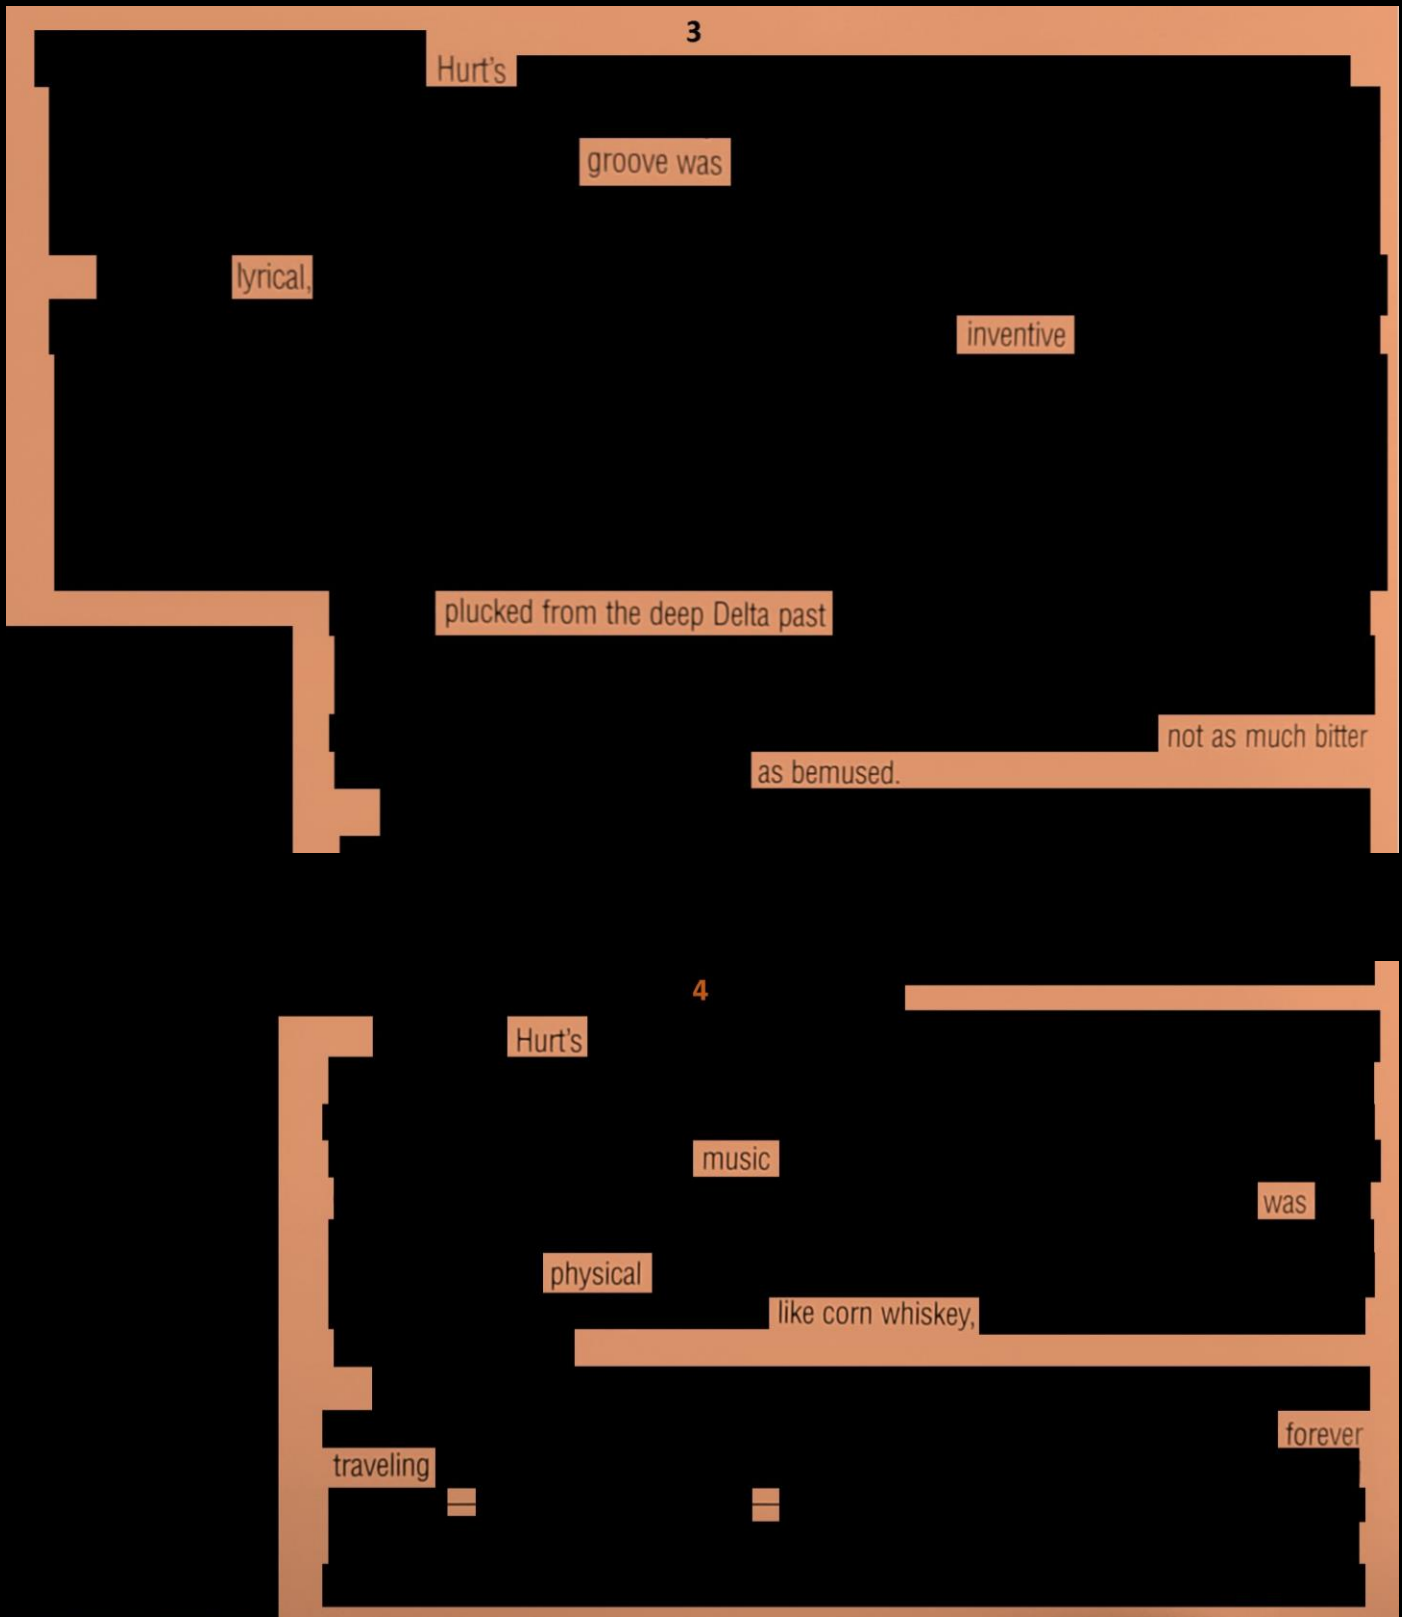 3
Hurt's
groove was
lyrical,
inventive
plucked from the deep Delta past
not as much bitter
as bemused.
4
Hurt's
music
was
physical
like corn whiskey,
forever
traveling
— —